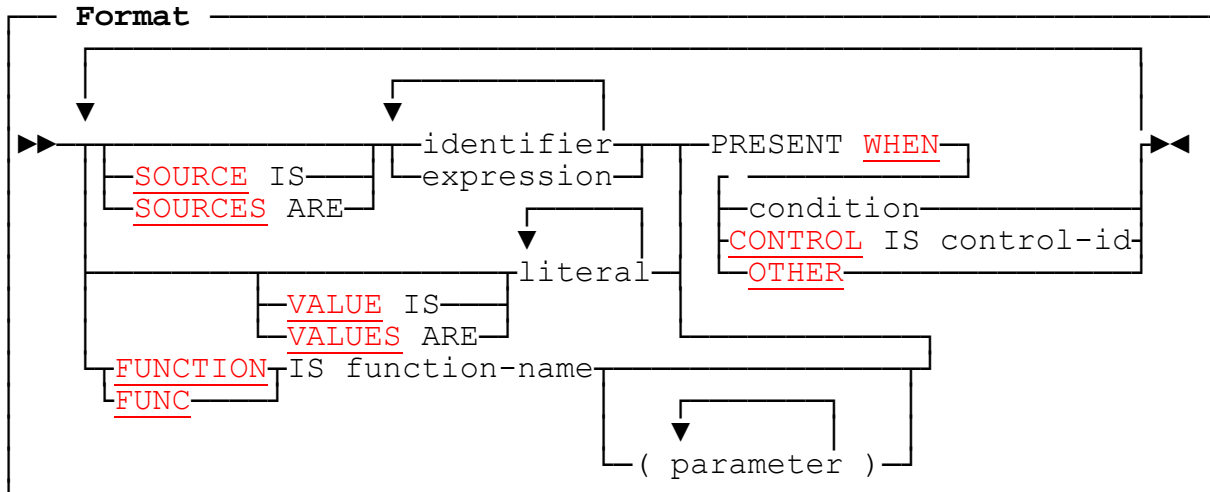 Format
identifier PRESENT WHEN
SOURCE IS expression
SOURCES ARE condition
CONTROL IS control-id
literal OTHER
VALUE IS
VALUES ARE
FUNCTION IS function-name
FUNC
( parameter )